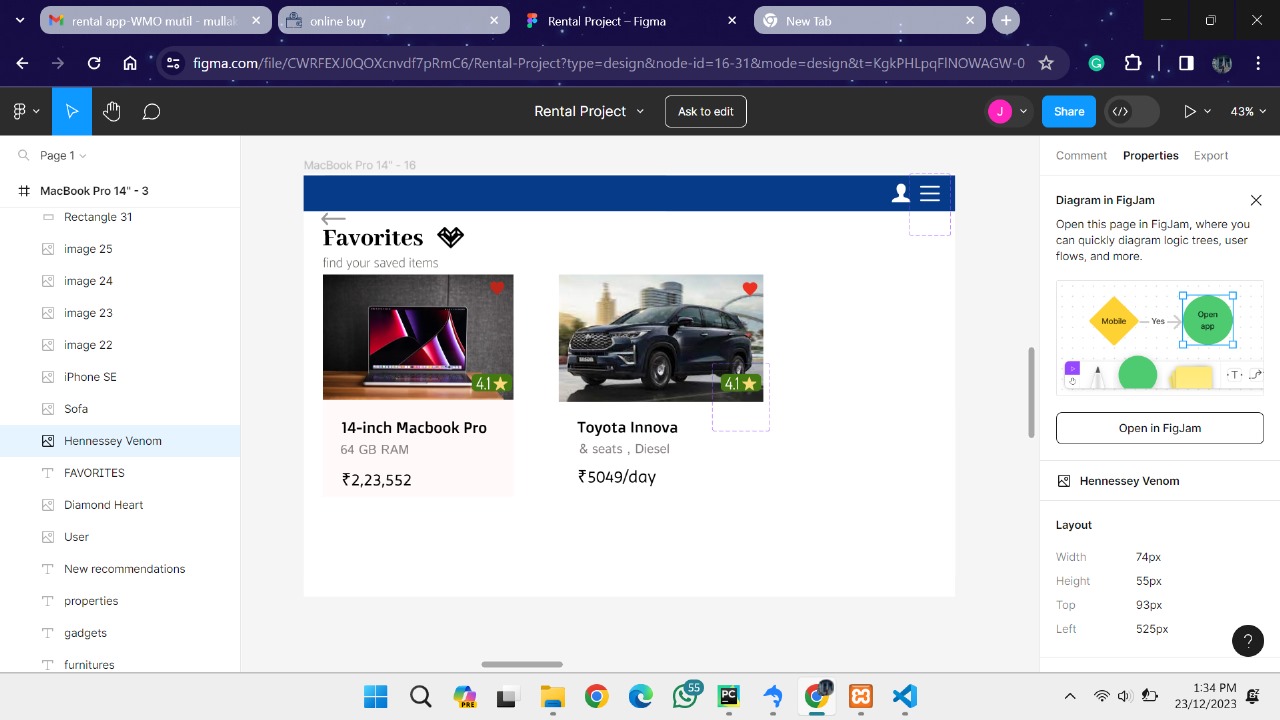 rental app-WMO mutil - mullak
online buy
Rental Project – Figma
New Tab
figma.com/file/CWRFEXJ0QOXcnvdf7pRmC6/Rental-Project?type=design&node-id=16-31&mode=design&t=KgkPHLpqFlNOWAGW-0
Rental Project
Ask to edit
J
Share
43%
Page 1
MacBook Pro 14" - 3
Rectangle 31
image 25
image 24
image 23
image 22
iPhone SE
Sofa
Hennessey Venom
FAVORITES
Diamond Heart
User
New recommendations
properties
gadgets
furnitures
MacBook Pro 14" - 16
Favorites
find your saved items
4.1
14-inch Macbook Pro
64 GB RAM
₹2,23,552
4.1
Toyota Innova
& seats , Diesel
₹5049/day
Comment
Properties
Export
Diagram in FigJam
Open this page in FigJam, where you
can quickly diagram logic trees, user
flows, and more.
Mobile
Yes
Open
app
T
Open in FigJam
Hennessey Venom
Layout
Width
74px
Height
55px
Top
93px
Left
525px
?
PRE
55
PC
1:34 PM
23/12/2023